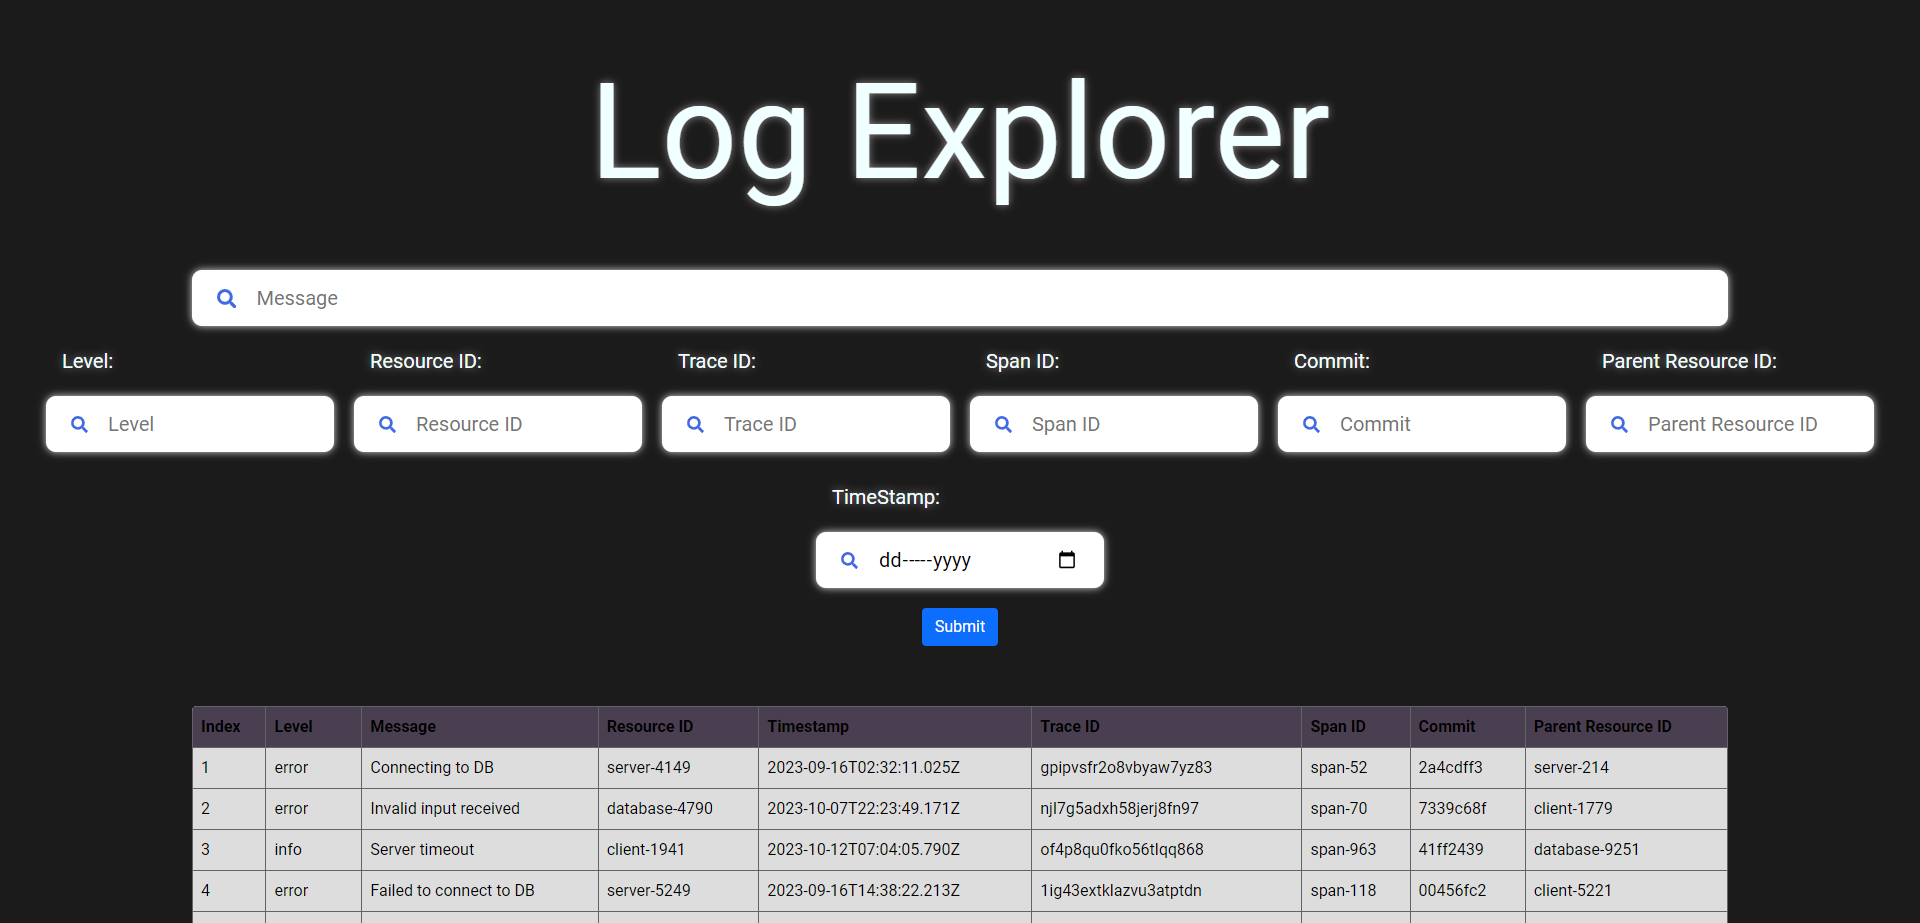 Log Explorer
Message
Level: Resource ID: Trace ID: Span ID: Commit: Parent Resource ID:
Level Resource ID Trace ID Span ID Commit Parent Resource ID
TimeStamp:
dd-----yyyy
Submit
Index Level Message Resource ID Timestamp Trace ID Span ID Commit Parent Resource ID
1 error Connecting to DB server-4149 2023-09-16T02:32:11.025Z gpipvsfr2o8vbyaw7yz83 span-52 2a4cdff3 server-214
2 error Invalid input received database-4790 2023-10-07T22:23:49.171Z njl7g5adxh58jerj8fn97 span-70 7339c68f client-1779
3 info Server timeout client-1941 2023-10-12T07:04:05.790Z of4p8qu0fko56tlqq868 span-963 41ff2439 database-9251
4 error Failed to connect to DB server-5249 2023-09-16T14:38:22.213Z 1ig43extklazvu3atptdn span-118 00456fc2 client-5221